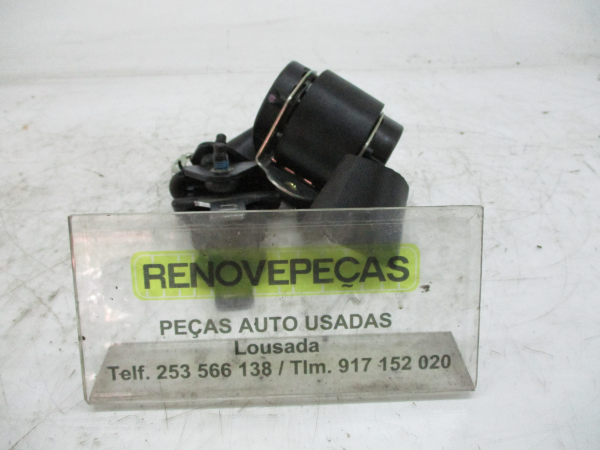 RENOVEPEÇAS
PEÇAS AUTO USADAS
Lousada
Telf. 253 566 138 / Tlm. 917 152 020